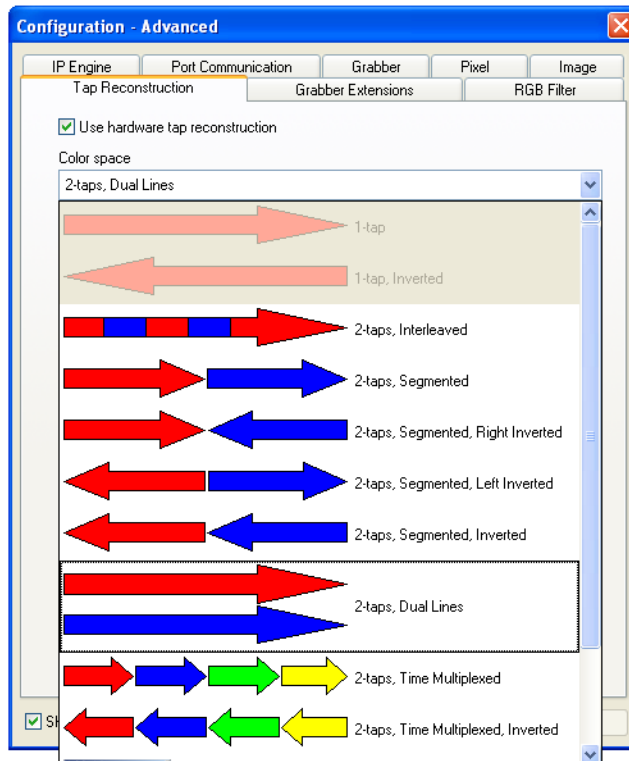 Configuration - Advanced
IP Engine Port Communication Grabber Pixel Image
Tap Reconstruction Grabber Extensions RGB Filter
Use hardware tap reconstruction
Color space
2-taps, Dual Lines
1-tap
1-tap, Inverted
2-taps, Interleaved
2-taps, Segmented
2-taps, Segmented, Right Inverted
2-taps, Segmented, Left Inverted
2-taps, Segmented, Inverted
2-taps, Dual Lines
2-taps, Time Multiplexed
2-taps, Time Multiplexed, Inverted